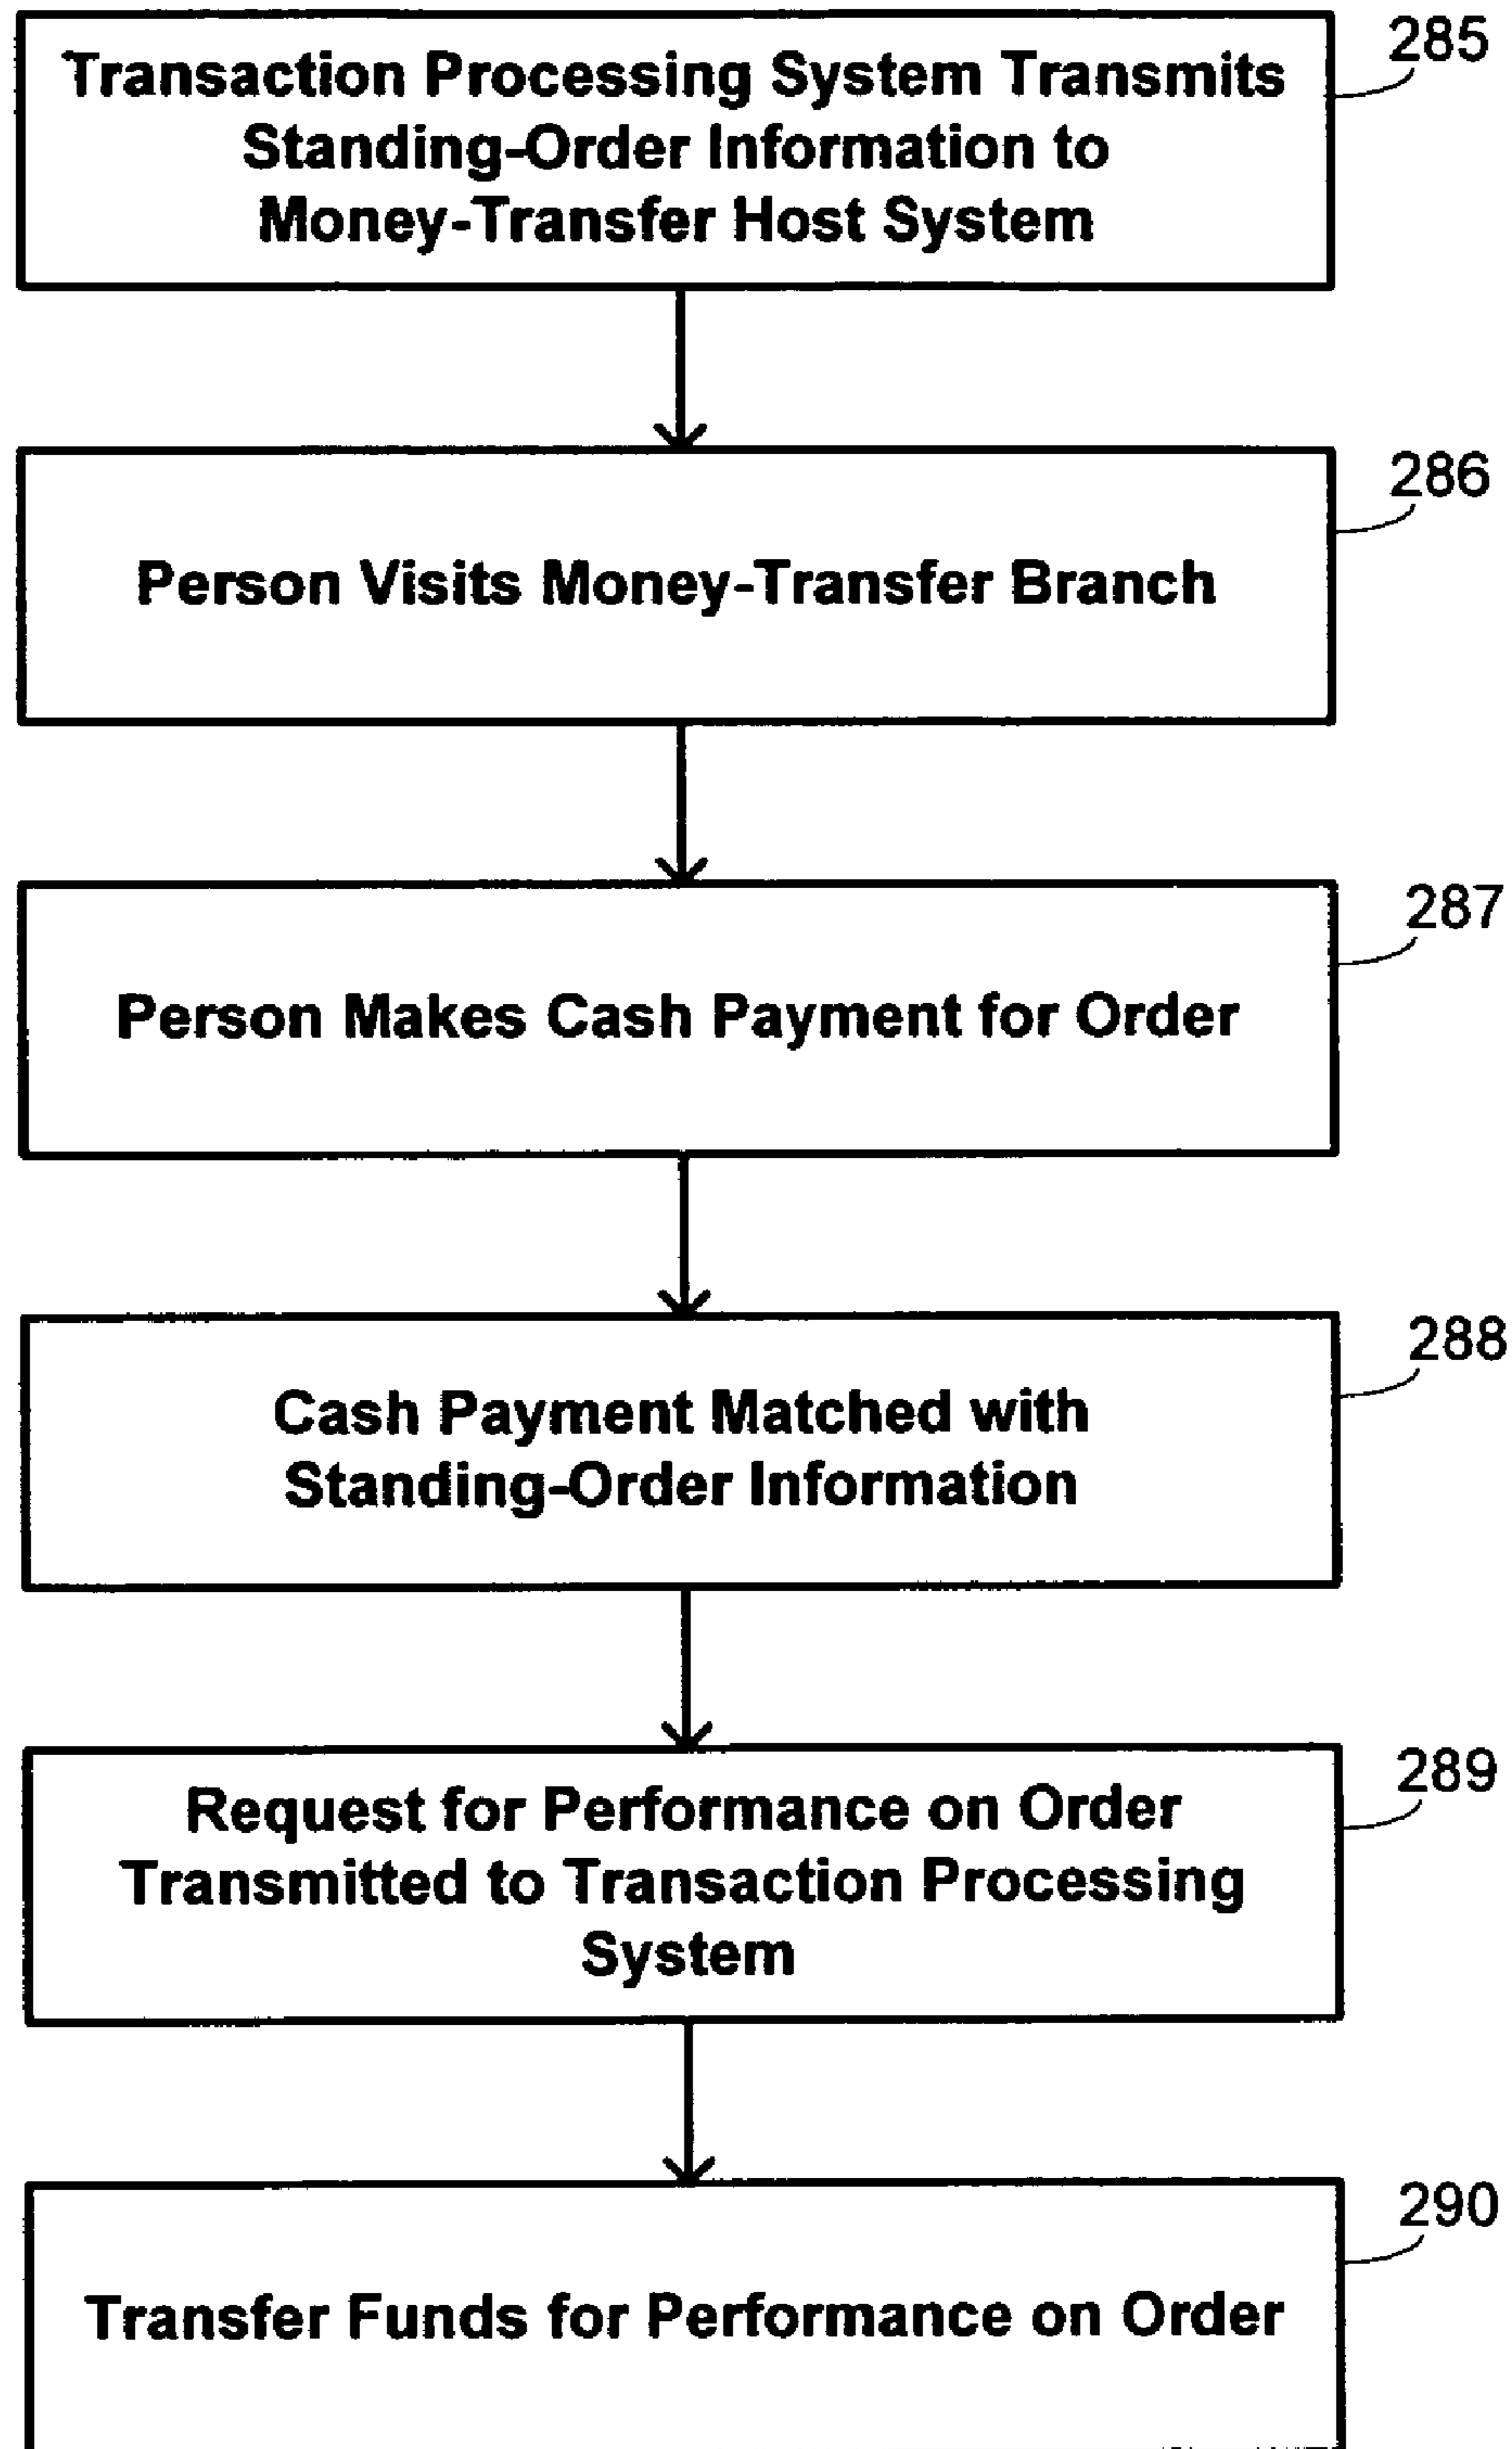 285
Transaction Processing System Transmits
Standing-Order Information to
Money-Transfer Host System
286
Person Visits Money-Transfer Branch
287
Person Makes Cash Payment for Order
288
Cash Payment Matched with
Standing-Order Information
289
Request for Performance on Order
Transmitted to Transaction Processing
System
290
Transfer Funds for Performance on Order